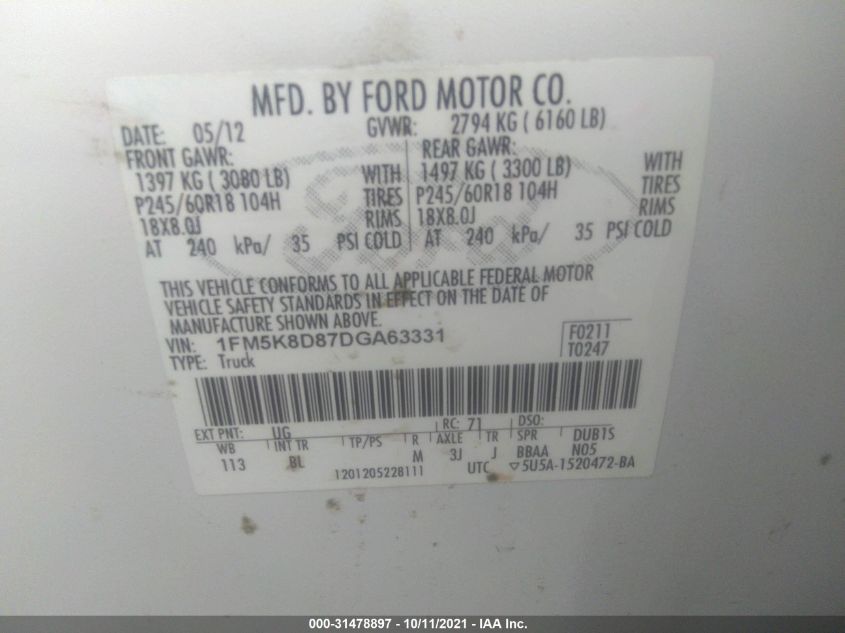 MFD. BY FORD MOTOR CO.
DATE: 05/12 GVWR: 2794 KG ( 6160 LB)
FRONT GAWR: REAR GAWR:
1397 KG ( 3080 LB) WITH 1497 KG ( 3300 LB) WITH
P245/60R18 104H TIRES P245/60R18 104H TIRES
18X8.0J RIMS 18X8.0J RIMS
AT 240 kPa/ 35 PSI COLD AT 240 kPa/ 35 PSI COLD
THIS VEHICLE CONFORMS TO ALL APPLICABLE FEDERAL MOTOR
VEHICLE SAFETY STANDARDS IN EFFECT ON THE DATE OF
MANUFACTURE SHOWN ABOVE.
VIN: 1FM5K8D87DGA63331 F0211
TYPE: Truck T0247
EXT PNT: UG RC: 71 DSO:
WB INT TR TP/PS R AXLE TR SPR DUB1S
113 BL M 3J J BBAA N05
1201205228111 UTC ▽5U5A-1520472-BA
000-31478897 - 10/11/2021 - IAA Inc.